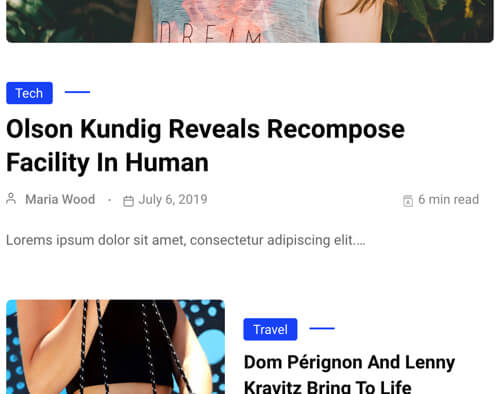 DREAM
Tech
Olson Kundig Reveals Recompose
Facility In Human
Maria Wood · July 6, 2019 6 min read
Lorems ipsum dolor sit amet, consectetur adipiscing elit....
Travel
Dom Pérignon And Lenny
Kravitz Bring To Life